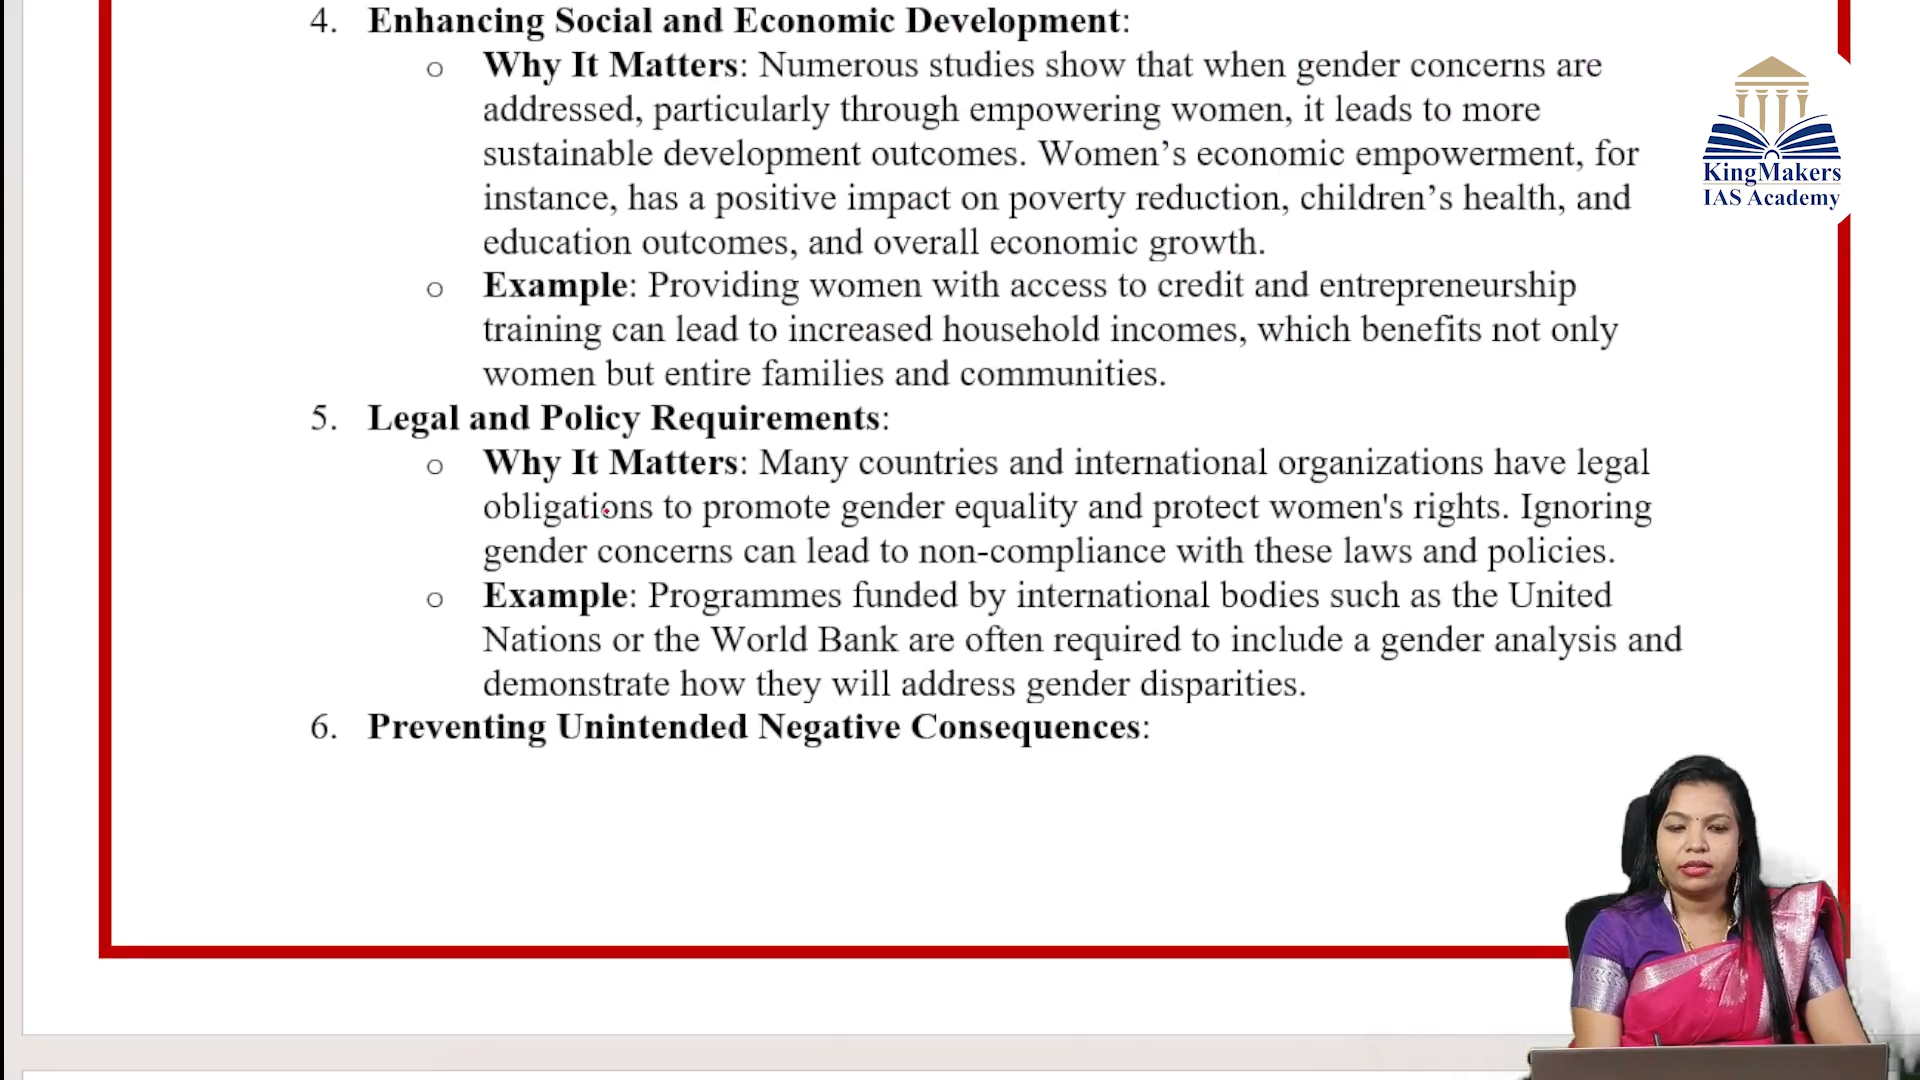 4. Enhancing Social and Economic Development:
o Why It Matters: Numerous studies show that when gender concerns are
addressed, particularly through empowering women, it leads to more
sustainable development outcomes. Women’s economic empowerment, for
instance, has a positive impact on poverty reduction, children’s health, and
education outcomes, and overall economic growth.
o Example: Providing women with access to credit and entrepreneurship
training can lead to increased household incomes, which benefits not only
women but entire families and communities.
5. Legal and Policy Requirements:
o Why It Matters: Many countries and international organizations have legal
obligations to promote gender equality and protect women's rights. Ignoring
gender concerns can lead to non-compliance with these laws and policies.
o Example: Programmes funded by international bodies such as the United
Nations or the World Bank are often required to include a gender analysis and
demonstrate how they will address gender disparities.
6. Preventing Unintended Negative Consequences:
KingMakers
IAS Academy